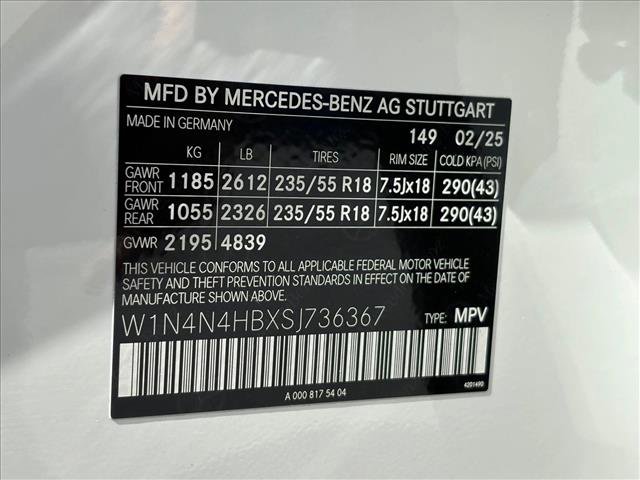 MFD BY MERCEDES-BENZ AG STUTTGART
MADE IN GERMANY 149 02/25
KG LB TIRES RIM SIZE COLD KPA(PSI)
GAWR FRONT 1185 2612 235/55 R18 7.5Jx18 290(43)
GAWR REAR 1055 2326 235/55 R18 7.5Jx18 290(43)
GVWR 2195 4839
THIS VEHICLE CONFORMS TO ALL APPLICABLE FEDERAL MOTOR VEHICLE
SAFETY AND THEFT PREVENTION STANDARDS IN EFFECT ON THE DATE OF
MANUFACTURE SHOWN ABOVE.
W1N4N4HBXSJ736367 TYPE: MPV
4201490
A 000 817 54 04